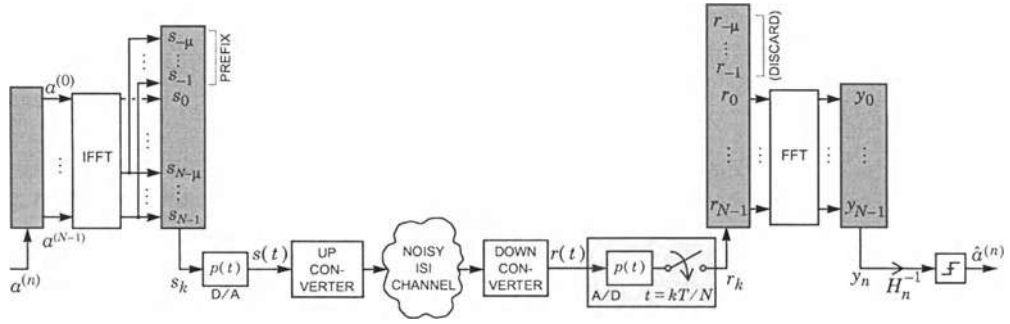 a^{(n)}
a^{(0)}
⋮
a^{(N−1)}
IFFT
s_{−μ}
⋮
s_{−1}
s_0
⋮
s_{N−μ}
⋮
s_{N−1}
PREFIX
s_k
p(t)
D/A
s(t)
UP
CON-
VERTER
NOISY
ISI
CHANNEL
DOWN
CON-
VERTER
r(t)
p(t)
A/D
t = kT/N
r_k
r_{−μ}
⋮
r_{−1}
(DISCARD)
r_0
⋮
r_{N−1}
FFT
y_0
⋮
y_{N−1}
y_n
H_n^{−1}
â^{(n)}